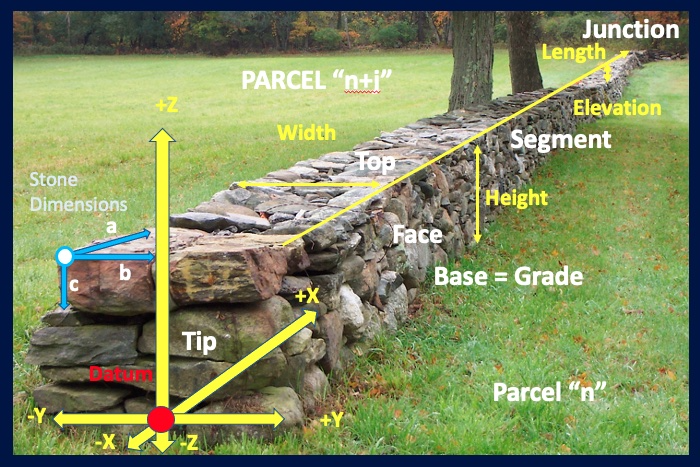 Junction
Length
PARCEL “n+i”
+Z
Elevation
Width
Segment
Top
Stone
Dimensions
Height
a
Face
b
Base = Grade
c
+X
Tip
Datum
Parcel “n”
-Y
+Y
-X
-Z